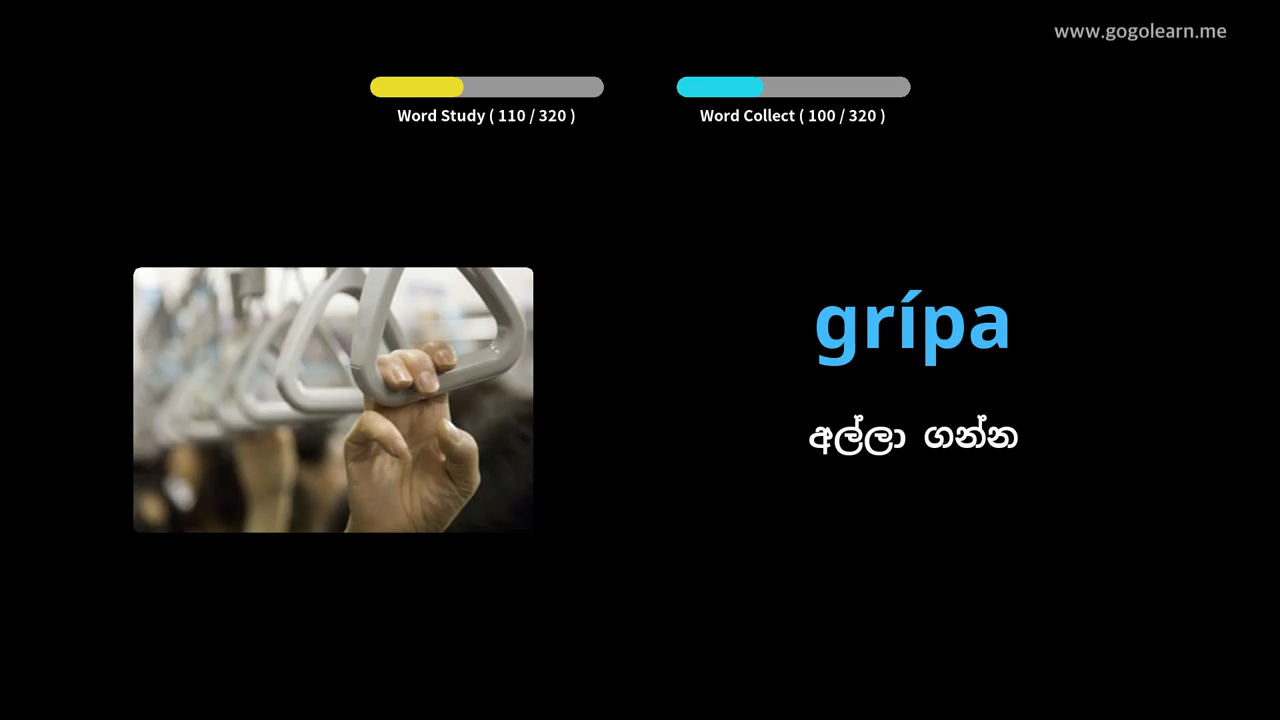 www.gogolearn.me
Word Study ( 110 / 320 )
Word Collect ( 100 / 320 )
grípa
අල්ලා ගන්න